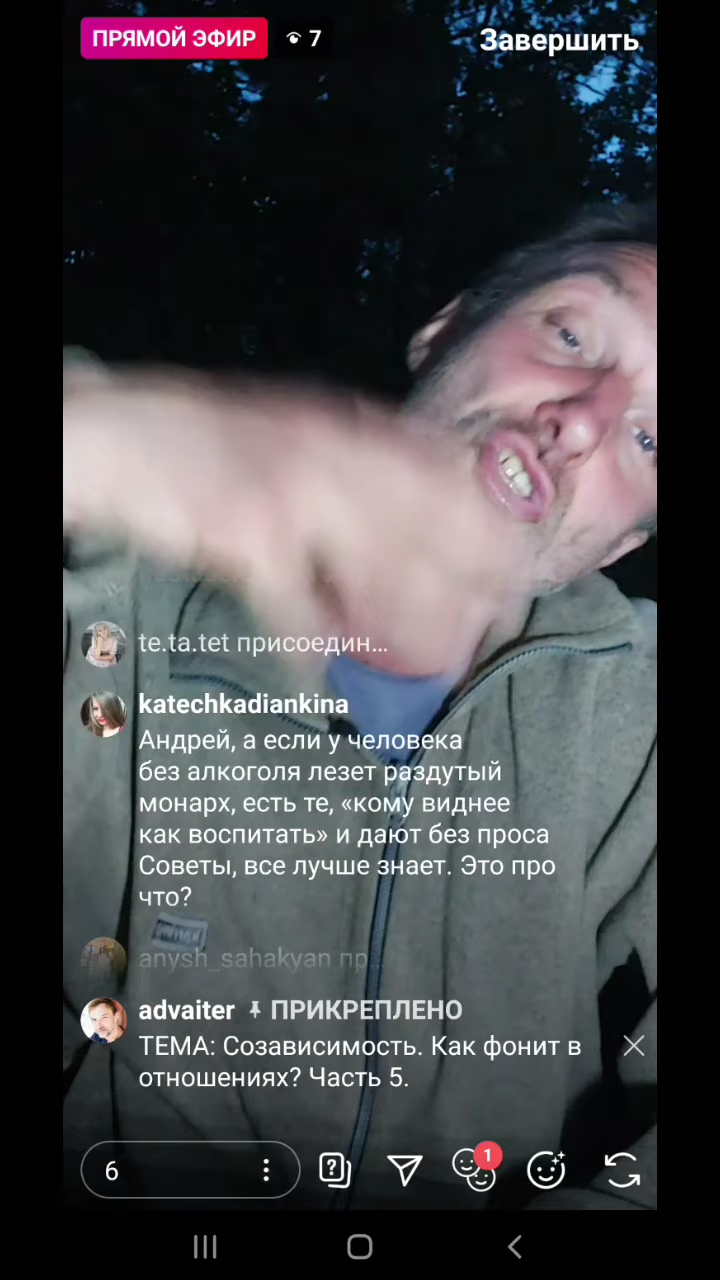 ПРЯМОЙ ЭФИР
7
Завершить
te.ta.tet присоедин...
katechkadiankina
Андрей, а если у человека
без алкоголя лезет раздутый
монарх, есть те, «кому виднее
как воспитать» и дают без проса
Советы, все лучше знает. Это про
что?
anysh_sahakyan пр...
advaiter ПРИКРЕПЛЕНО
ТЕМА: Созависимость. Как фонит в
отношениях? Часть 5.
6
1